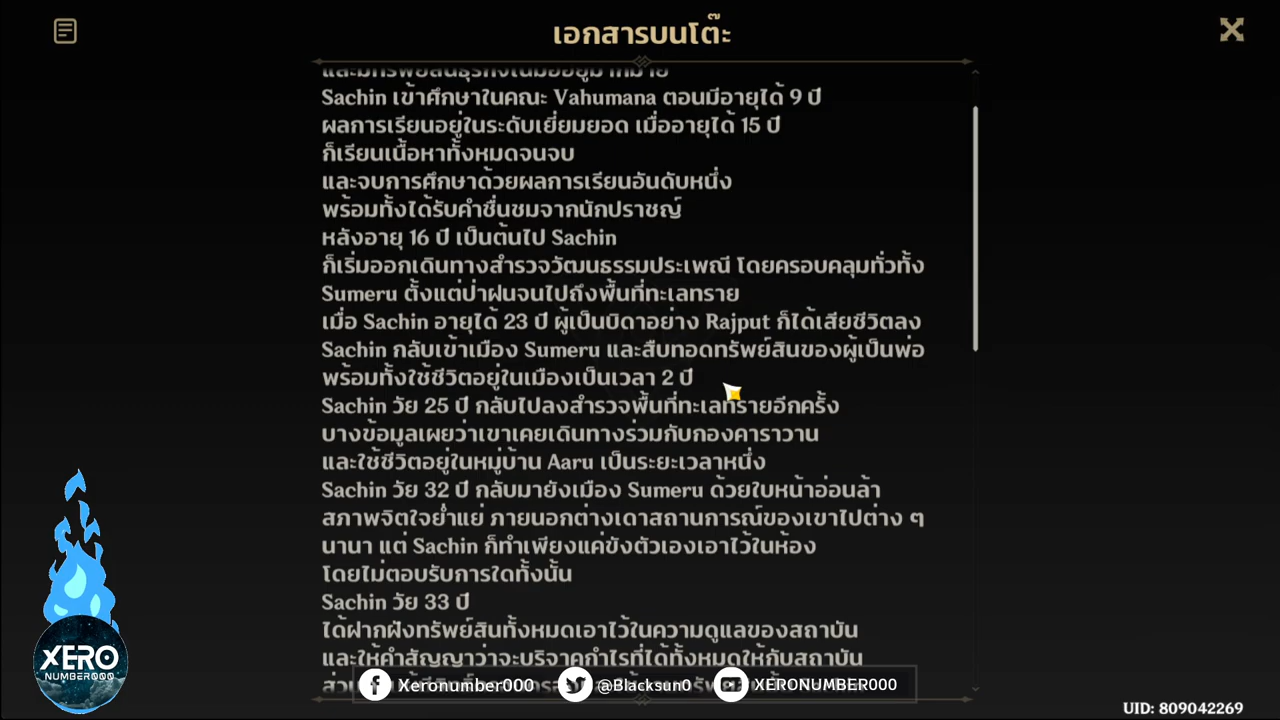 เอกสารบนโต๊ะ
และมีทรัพย์สินธุรกิจในมืออยู่มากมาย
Sachin เข้าศึกษาในคณะ Vahumana ตอนมีอายุได้ 9 ปี
ผลการเรียนอยู่ในระดับเยี่ยมยอด เมื่ออายุได้ 15 ปี
ก็เรียนเนื้อหาทั้งหมดจนจบ
และจบการศึกษาด้วยผลการเรียนอันดับหนึ่ง
พร้อมทั้งได้รับคำชื่นชมจากนักปราชญ์
หลังอายุ 16 ปี เป็นต้นไป Sachin
ก็เริ่มออกเดินทางสำรวจวัฒนธรรมประเพณี โดยครอบคลุมทั่วทั้ง
Sumeru ตั้งแต่ป่าฝนจนไปถึงพื้นที่ทะเลทราย
เมื่อ Sachin อายุได้ 23 ปี ผู้เป็นบิดาอย่าง Rajput ก็ได้เสียชีวิตลง
Sachin กลับเข้าเมือง Sumeru และสืบทอดทรัพย์สินของผู้เป็นพ่อ
พร้อมทั้งใช้ชีวิตอยู่ในเมืองเป็นเวลา 2 ปี
Sachin วัย 25 ปี กลับไปลงสำรวจพื้นที่ทะเลทรายอีกครั้ง
บางข้อมูลเผยว่าเขาเคยเดินทางร่วมกับกองคาราวาน
และใช้ชีวิตอยู่ในหมู่บ้าน Aaru เป็นระยะเวลาหนึ่ง
Sachin วัย 32 ปี กลับมายังเมือง Sumeru ด้วยใบหน้าอ่อนล้า
สภาพจิตใจย่ำแย่ ภายนอกต่างเดาสถานการณ์ของเขาไปต่าง ๆ
นานา แต่ Sachin ก็ทำเพียงแค่ขังตัวเองเอาไว้ในห้อง
โดยไม่ตอบรับการใดทั้งนั้น
Sachin วัย 33 ปี
ได้ฝากฝังทรัพย์สินทั้งหมดเอาไว้ในความดูแลของสถาบัน
และให้คำสัญญาว่าจะบริจาคกำไรที่ได้ทั้งหมดให้กับสถาบัน
XERO
NUMBER000
Xeronumber000
@Blacksun0
XERONUMBER000
UID: 809042269